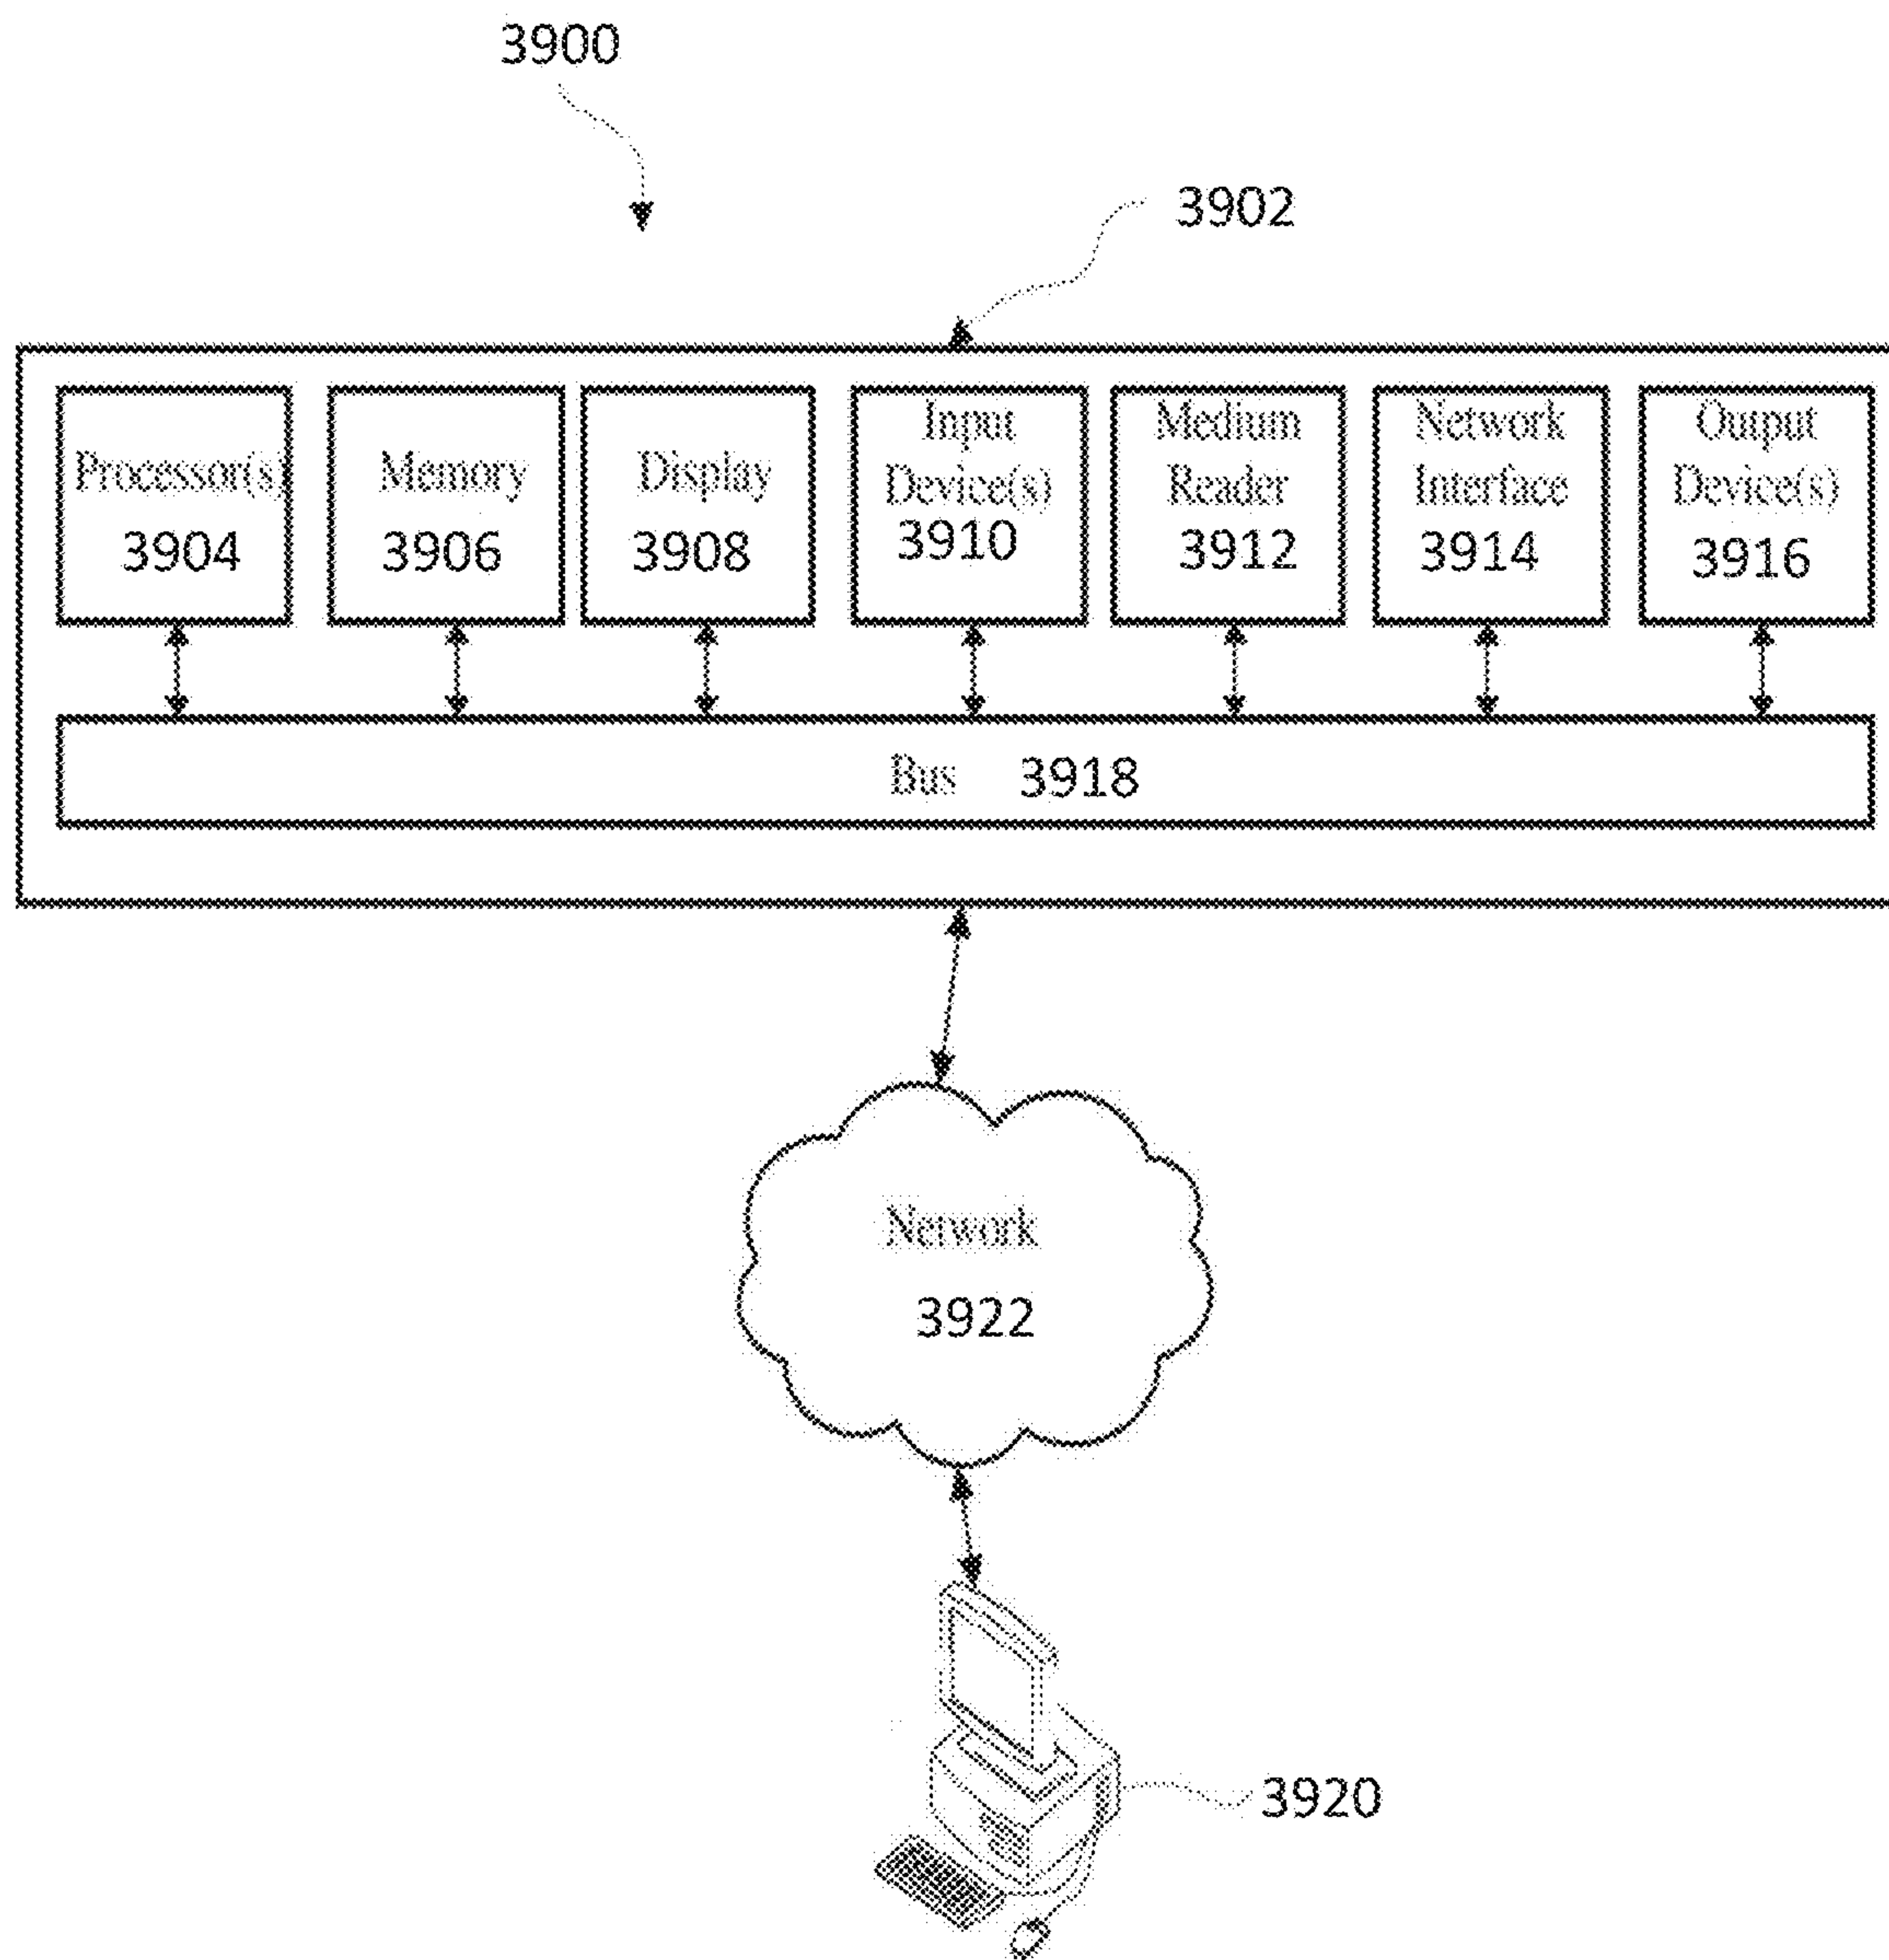 3900
3902
Processor(s)
3904
Memory
3906
Display
3908
Input
Device(s)
3910
Medium
Reader
3912
Network
Interface
3914
Output
Device(s)
3916
Bus 3918
Network
3922
3920